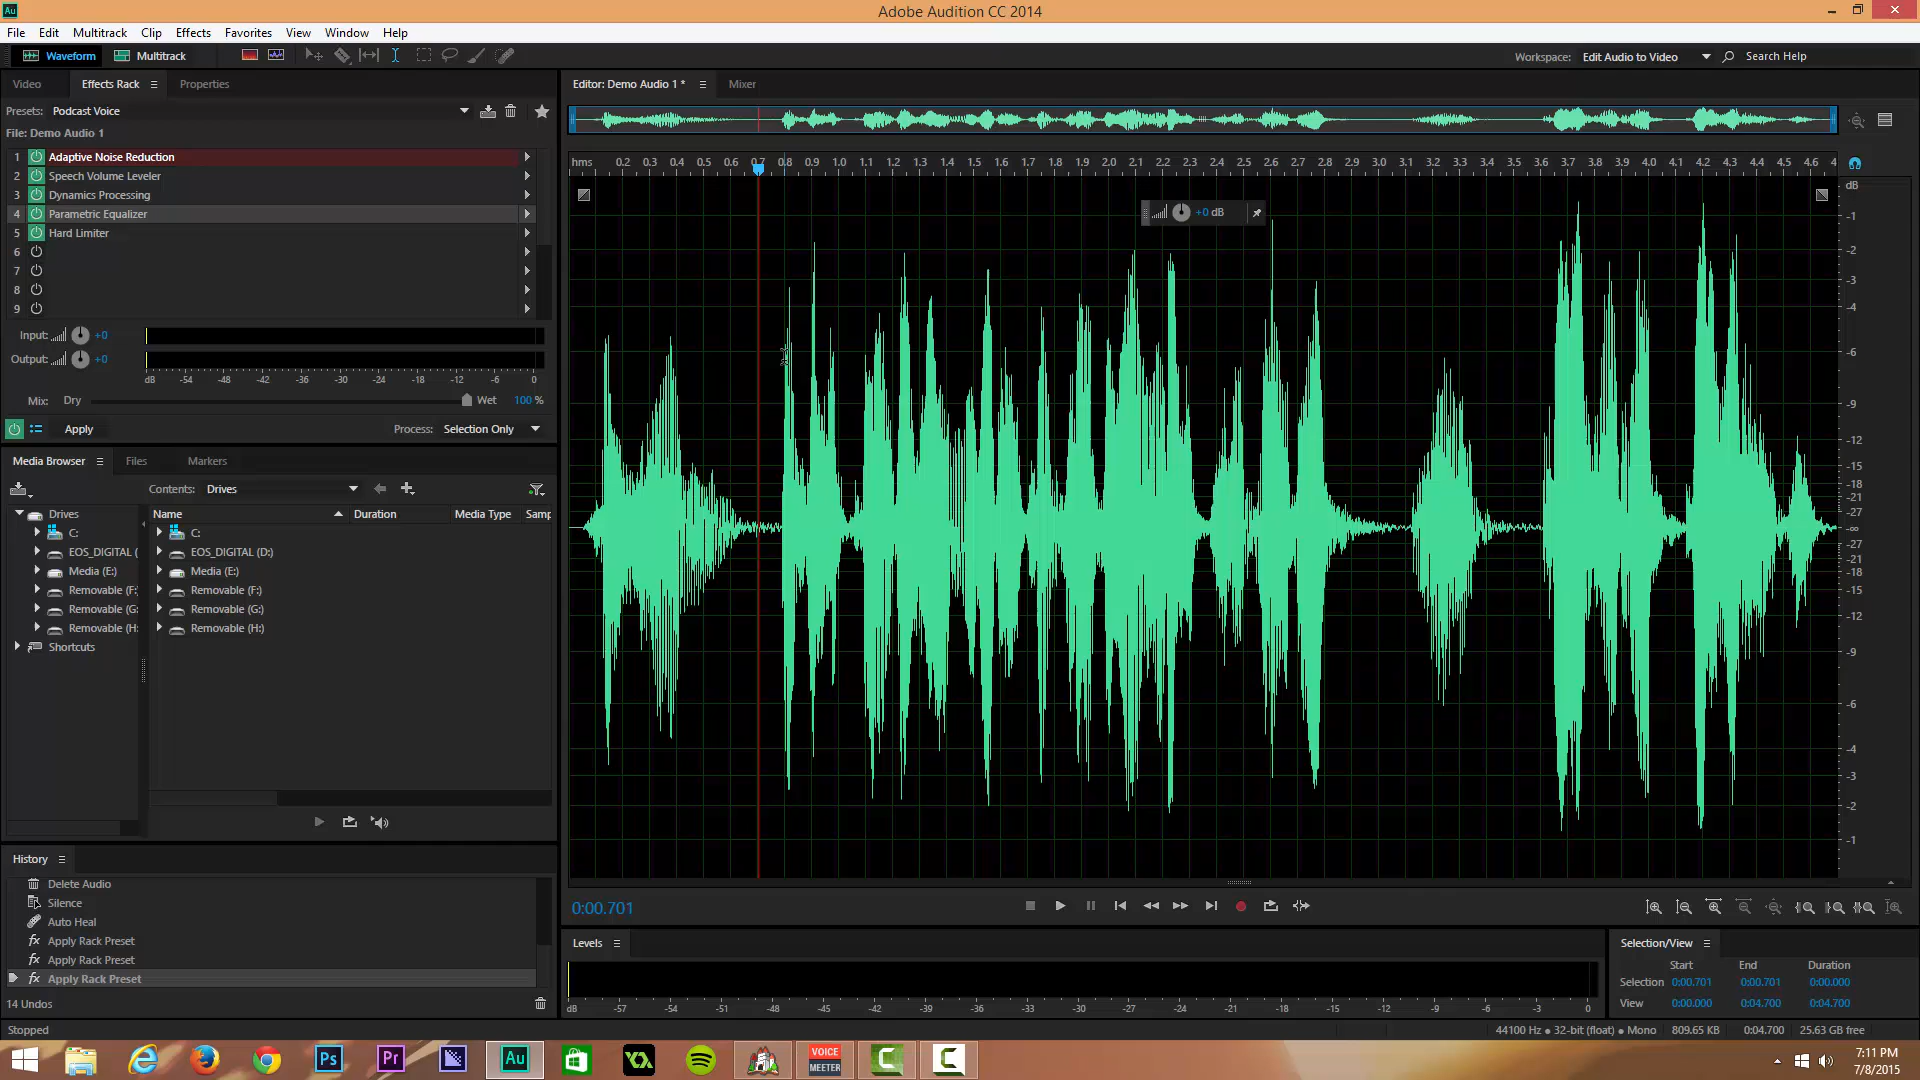 Au
Adobe Audition CC 2014
File Edit Multitrack Clip Effects Favorites View Window Help
Waveform Multitrack
Workspace: Edit Audio to Video Search Help
Video Effects Rack Properties
Presets: Podcast Voice
File: Demo Audio 1
1 Adaptive Noise Reduction
2 Speech Volume Leveler
3 Dynamics Processing
4 Parametric Equalizer
5 Hard Limiter
6
7
8
9
Input: +0
Output: +0
dB -54 -48 -42 -36 -30 -24 -18 -12 -6 0
Mix: Dry Wet 100 %
Apply Process: Selection Only
Media Browser Files Markers
Contents: Drives
Drives
C:
EOS_DIGITAL (
Media (E:)
Removable (F:
Removable (G:
Removable (H:
Shortcuts
Name Duration Media Type Samp
C:
EOS_DIGITAL (D:)
Media (E:)
Removable (F:)
Removable (G:)
Removable (H:)
History
Delete Audio
Silence
Auto Heal
fx Apply Rack Preset
fx Apply Rack Preset
fx Apply Rack Preset
14 Undos
Stopped
Editor: Demo Audio 1 * Mixer
hms 0.2 0.3 0.4 0.5 0.6 0.7 0.8 0.9 1.0 1.1 1.2 1.3 1.4 1.5 1.6 1.7 1.8 1.9 2.0 2.1 2.2 2.3 2.4 2.5 2.6 2.7 2.8 2.9 3.0 3.1 3.2 3.3 3.4 3.5 3.6 3.7 3.8 3.9 4.0 4.1 4.2 4.3 4.4 4.5 4.6 4
+0 dB
dB
-1
-2
-3
-4
-6
-9
-12
-15
-18
-21
-27
-∞
-27
-21
-18
-15
-12
-9
-6
-4
-3
-2
-1
0:00.701
Levels
dB -57 -54 -51 -48 -45 -42 -39 -36 -33 -30 -27 -24 -21 -18 -15 -12 -9 -6 -3 0
Selection/View
Start End Duration
Selection 0:00.701 0:00.701 0:00.000
View 0:00.000 0:04.700 0:04.700
44100 Hz ● 32-bit (float) ● Mono 809.65 KB 0:04.700 25.63 GB free
Ps Pr Au VOICE MEETER
7:11 PM
7/8/2015